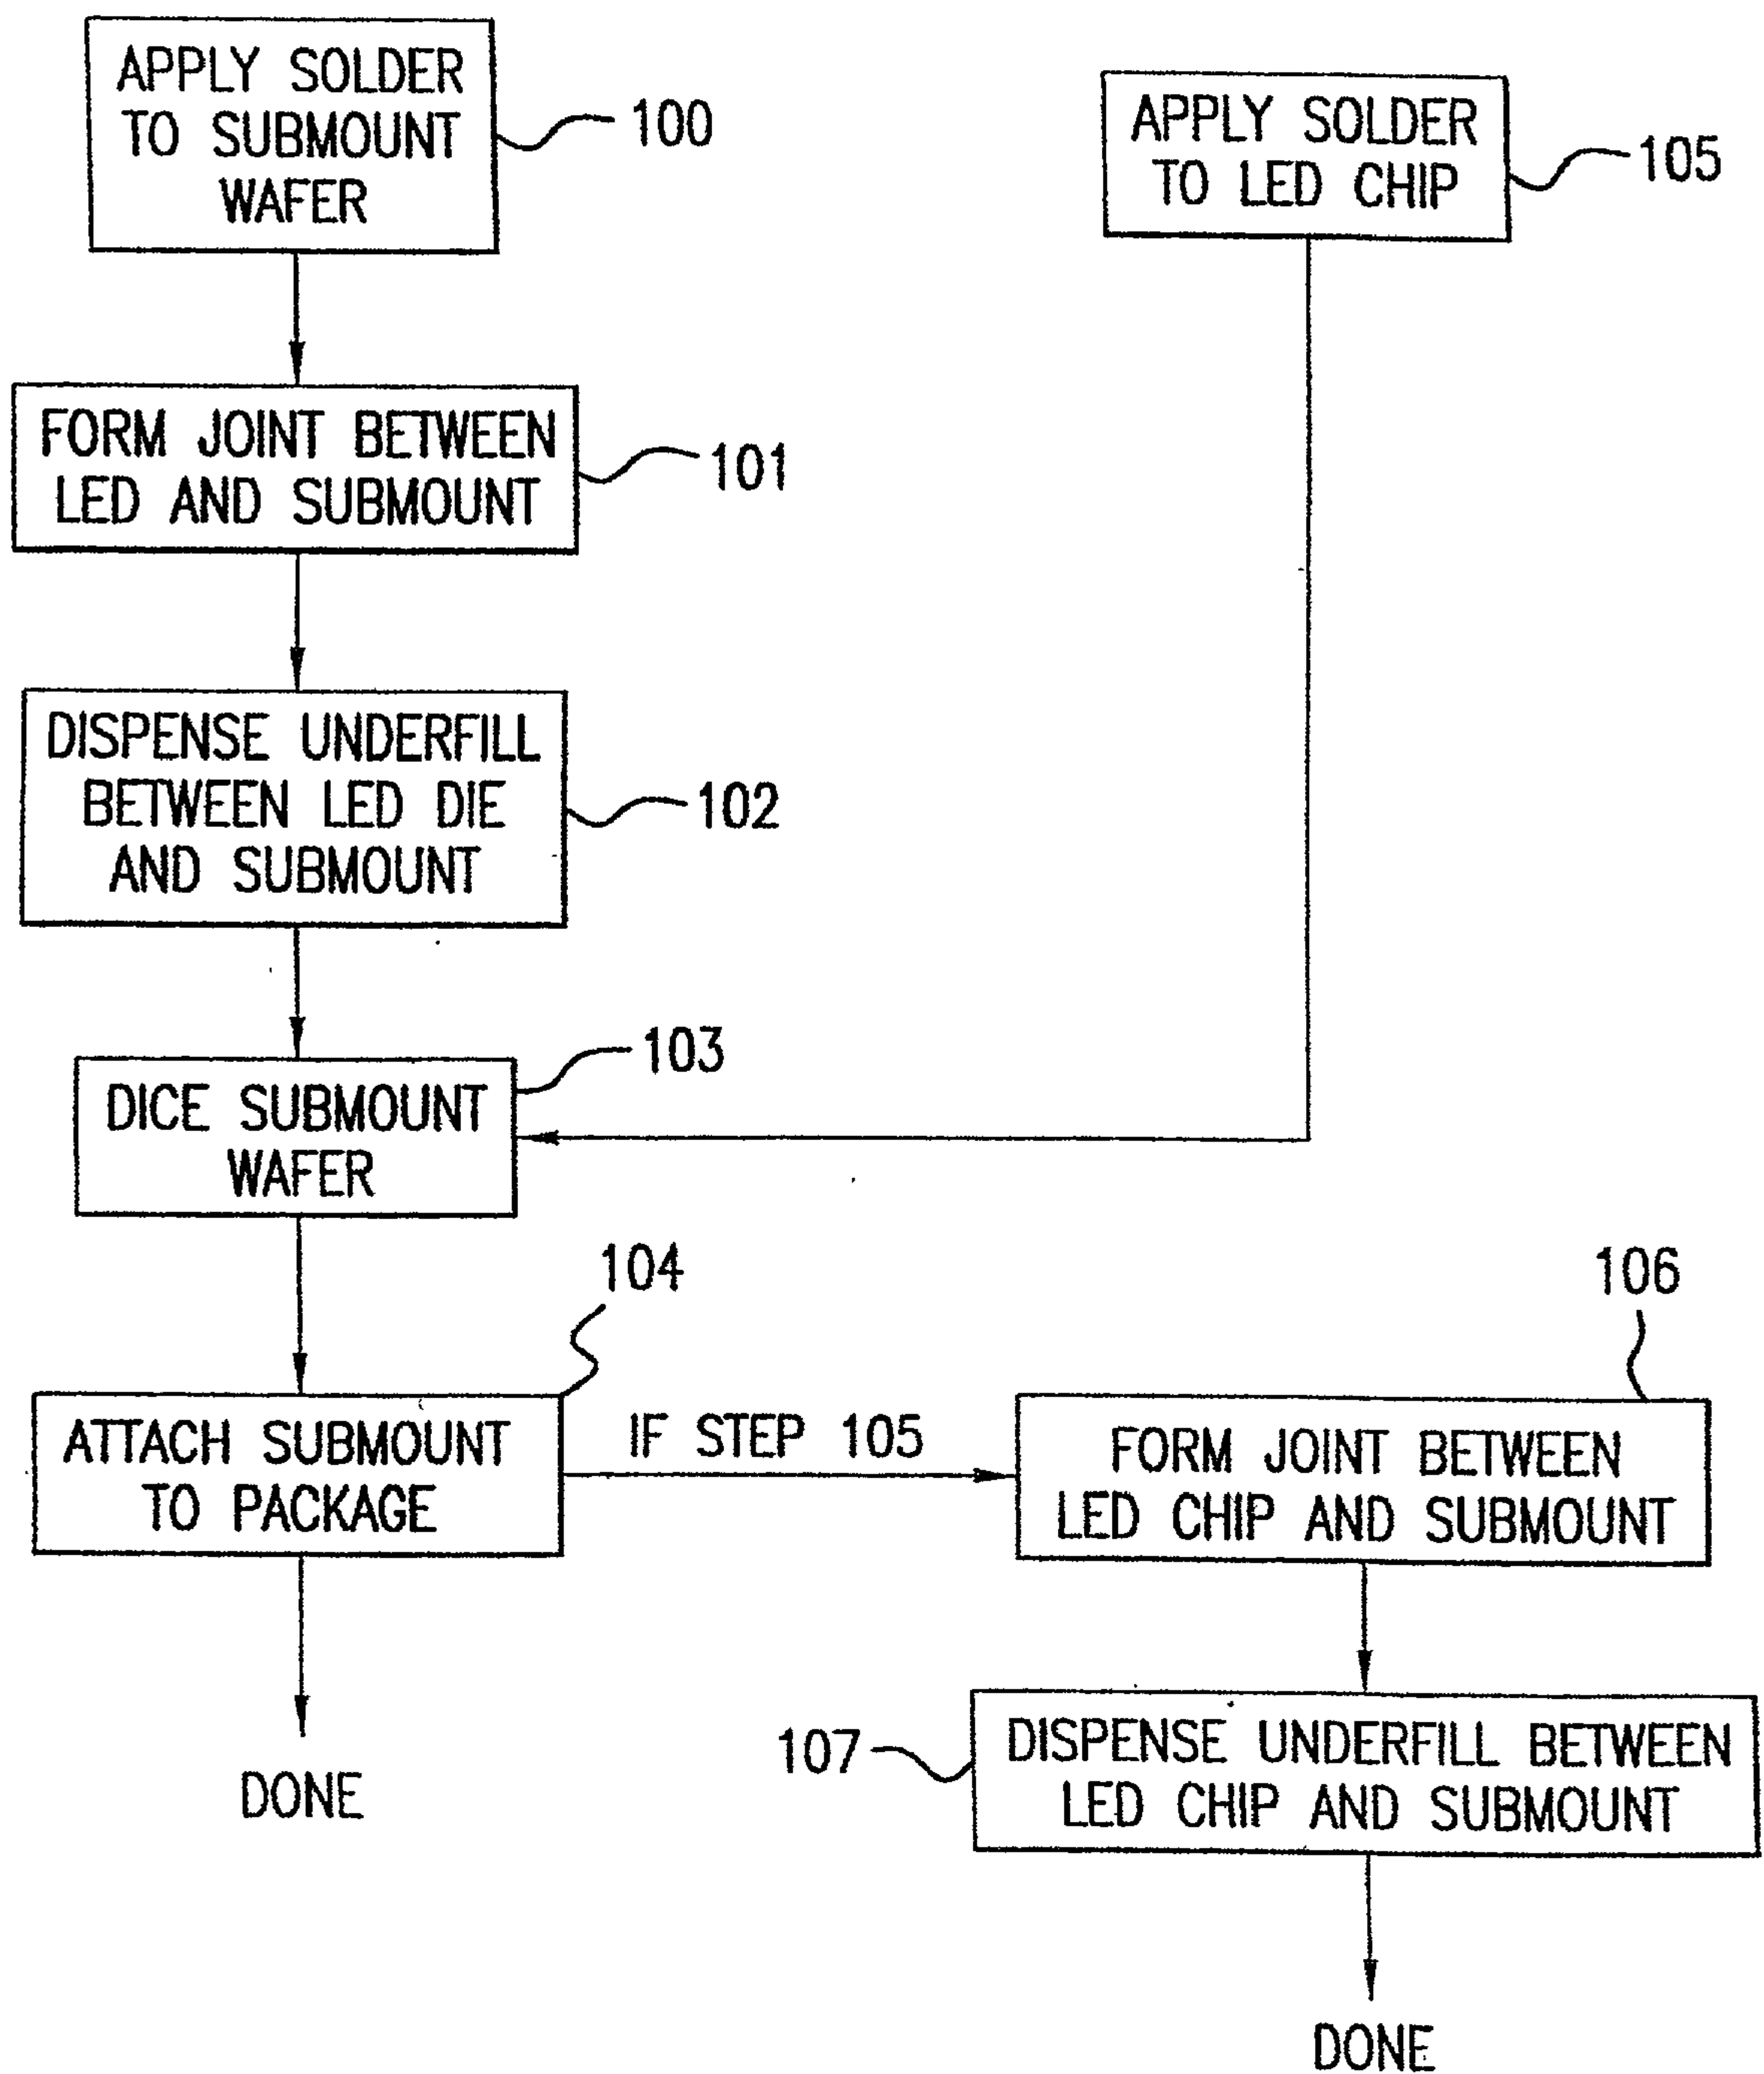 APPLY SOLDER
TO SUBMOUNT
WAFER
100
APPLY SOLDER
TO LED CHIP
105
FORM JOINT BETWEEN
LED AND SUBMOUNT
101
DISPENSE UNDERFILL
BETWEEN LED DIE
AND SUBMOUNT
102
DICE SUBMOUNT
WAFER
103
ATTACH SUBMOUNT
TO PACKAGE
104
IF STEP 105
FORM JOINT BETWEEN
LED CHIP AND SUBMOUNT
106
DISPENSE UNDERFILL BETWEEN
LED CHIP AND SUBMOUNT
107
DONE
DONE